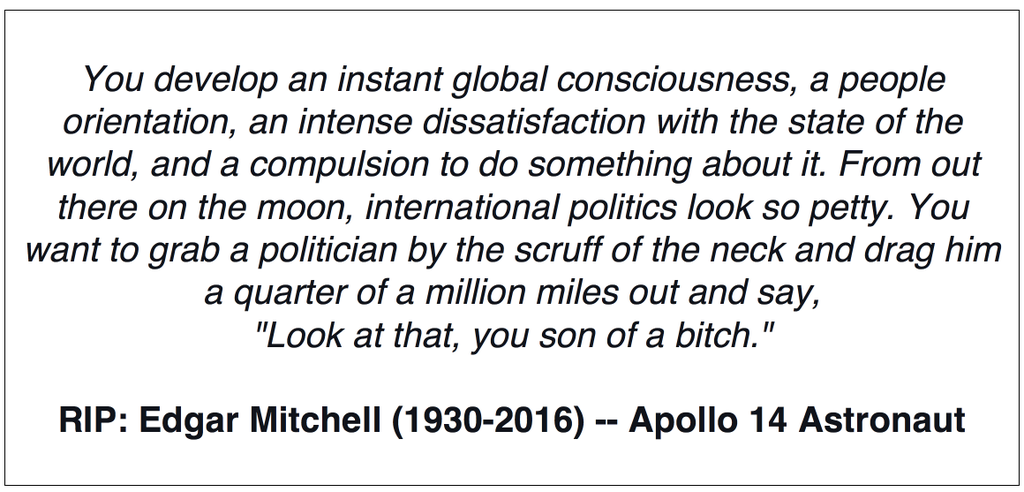 You develop an instant global consciousness, a people
orientation, an intense dissatisfaction with the state of the
world, and a compulsion to do something about it. From out
there on the moon, international politics look so petty. You
want to grab a politician by the scruff of the neck and drag him
a quarter of a million miles out and say,
"Look at that, you son of a bitch."
RIP: Edgar Mitchell (1930-2016) -- Apollo 14 Astronaut